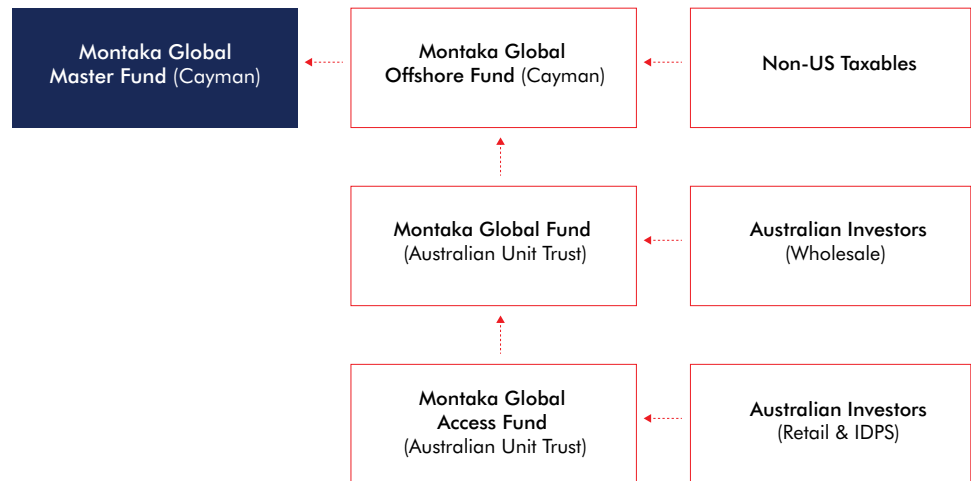 Montaka Global
Master Fund (Cayman)
Montaka Global
Offshore Fund (Cayman)
Non-US Taxables
Montaka Global Fund
(Australian Unit Trust)
Australian Investors
(Wholesale)
Montaka Global
Access Fund
(Australian Unit Trust)
Australian Investors
(Retail & IDPS)